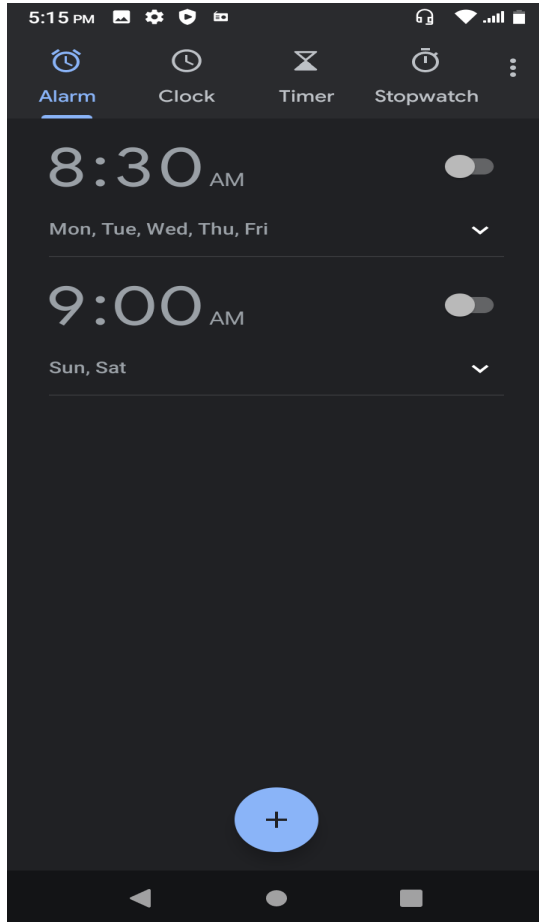 5:15 PM
Alarm Clock Timer Stopwatch
8:30 AM
Mon, Tue, Wed, Thu, Fri
9:00 AM
Sun, Sat